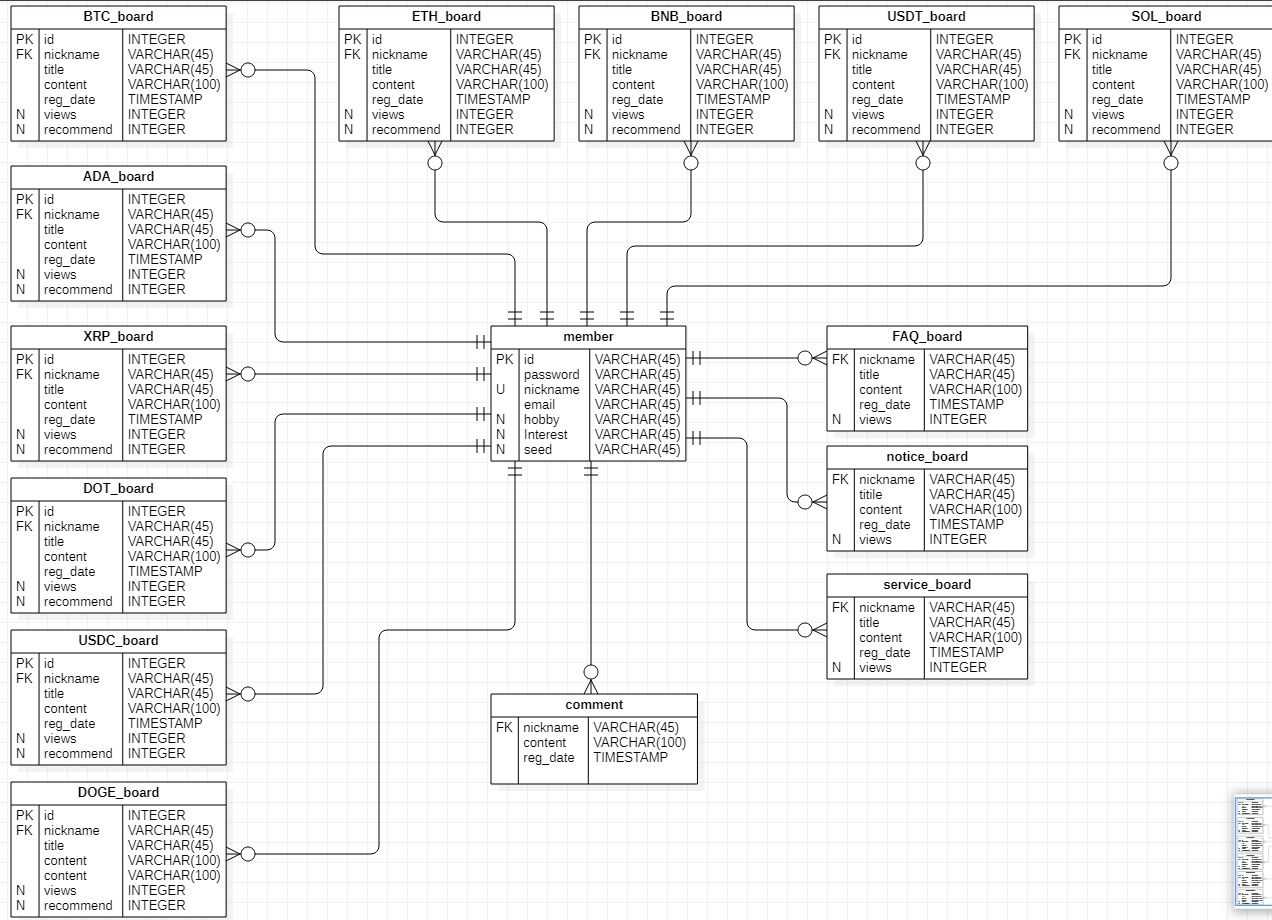 BTC_board
PK id INTEGER
FK nickname VARCHAR(45)
title VARCHAR(45)
content VARCHAR(100)
reg_date TIMESTAMP
N views INTEGER
N recommend INTEGER
ETH_board
PK id INTEGER
FK nickname VARCHAR(45)
title VARCHAR(45)
content VARCHAR(100)
reg_date TIMESTAMP
N views INTEGER
N recommend INTEGER
BNB_board
PK id INTEGER
FK nickname VARCHAR(45)
title VARCHAR(45)
content VARCHAR(100)
reg_date TIMESTAMP
N views INTEGER
N recommend INTEGER
USDT_board
PK id INTEGER
FK nickname VARCHAR(45)
title VARCHAR(45)
content VARCHAR(100)
reg_date TIMESTAMP
N views INTEGER
N recommend INTEGER
SOL_board
PK id INTEGER
FK nickname VARCHAR(45)
title VARCHAR(45)
content VARCHAR(100)
reg_date TIMESTAMP
N views INTEGER
N recommend INTEGER
ADA_board
PK id INTEGER
FK nickname VARCHAR(45)
title VARCHAR(45)
content VARCHAR(100)
reg_date TIMESTAMP
N views INTEGER
N recommend INTEGER
XRP_board
PK id INTEGER
FK nickname VARCHAR(45)
title VARCHAR(45)
content VARCHAR(100)
reg_date TIMESTAMP
N views INTEGER
N recommend INTEGER
member
PK id VARCHAR(45)
password VARCHAR(45)
U nickname VARCHAR(45)
email VARCHAR(45)
N hobby VARCHAR(45)
N Interest VARCHAR(45)
N seed VARCHAR(45)
FAQ_board
FK nickname VARCHAR(45)
title VARCHAR(45)
content VARCHAR(100)
reg_date TIMESTAMP
N views INTEGER
notice_board
FK nickname VARCHAR(45)
titile VARCHAR(45)
content VARCHAR(100)
reg_date TIMESTAMP
N views INTEGER
DOT_board
PK id INTEGER
FK nickname VARCHAR(45)
title VARCHAR(45)
content VARCHAR(100)
reg_date TIMESTAMP
N views INTEGER
N recommend INTEGER
service_board
FK nickname VARCHAR(45)
title VARCHAR(45)
content VARCHAR(100)
reg_date TIMESTAMP
N views INTEGER
USDC_board
PK id INTEGER
FK nickname VARCHAR(45)
title VARCHAR(45)
content VARCHAR(100)
reg_date TIMESTAMP
N views INTEGER
N recommend INTEGER
comment
FK nickname VARCHAR(45)
content VARCHAR(100)
reg_date TIMESTAMP
DOGE_board
PK id INTEGER
FK nickname VARCHAR(45)
title VARCHAR(45)
content VARCHAR(100)
content VARCHAR(100)
N views INTEGER
N recommend INTEGER